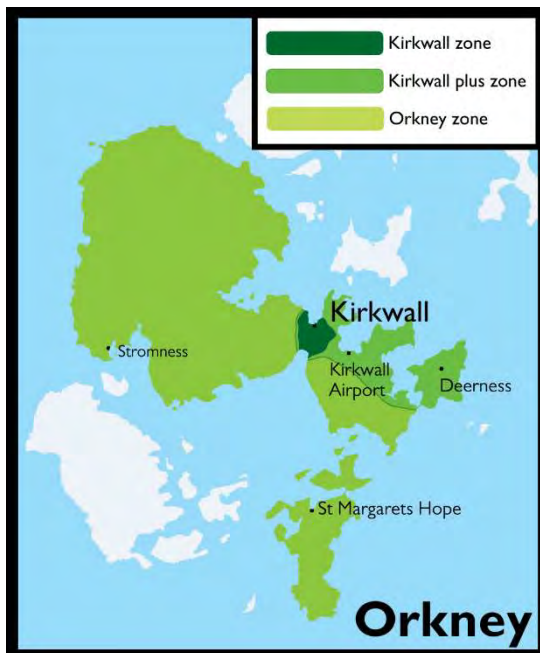 Kirkwall zone
Kirkwall plus zone
Orkney zone
Kirkwall
Stromness
Kirkwall
Airport
Deerness
St Margarets Hope
Orkney